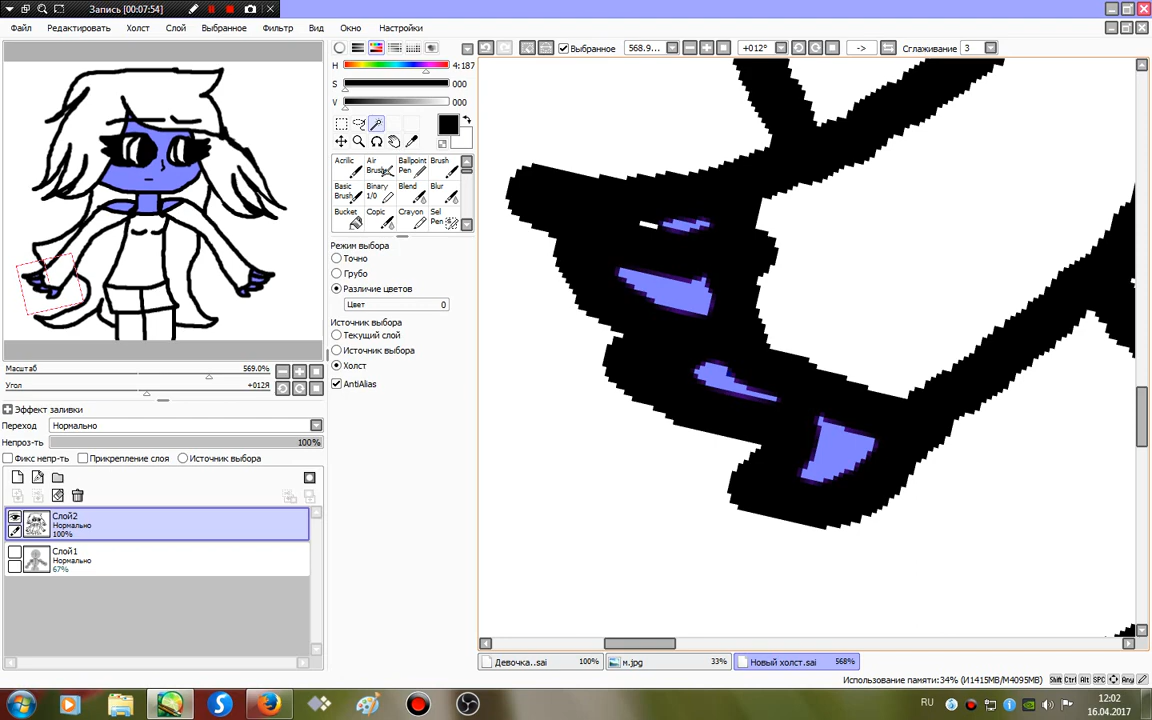 Запись [00:07:54]
Файл Редактировать Холст Слой Выбранное Фильтр Вид Окно Настройки
Выбранное 568.9... +012° -> Сглаживание 3
H 4:187
S 000
V 000
Acrilic Air Brush Ballpoint Pen Brush
Basic Brush Binary 1/0 Blend Blur
Bucket Copic Crayon Sel Pen
Режим выбора
Точно
Грубо
Различие цветов
Цвет 0
Источник выбора
Текущий слой
Источник выбора
Холст
AntiAlias
Масштаб 569.0%
Угол +012Я
Эффект заливки
Переход Нормально
Непроз-ть 100%
Фикс непр-ть Прикрепление слоя Источник выбора
Слой2
Нормально
100%
Слой1
Нормально
67%
Девочка..sai 100% м.jpg 33% Новый холст.sai 568%
Использование памяти:34% (И1415MB/M4095MB) Shift Ctrl Alt SPC Any
RU 12:02
16.04.2017